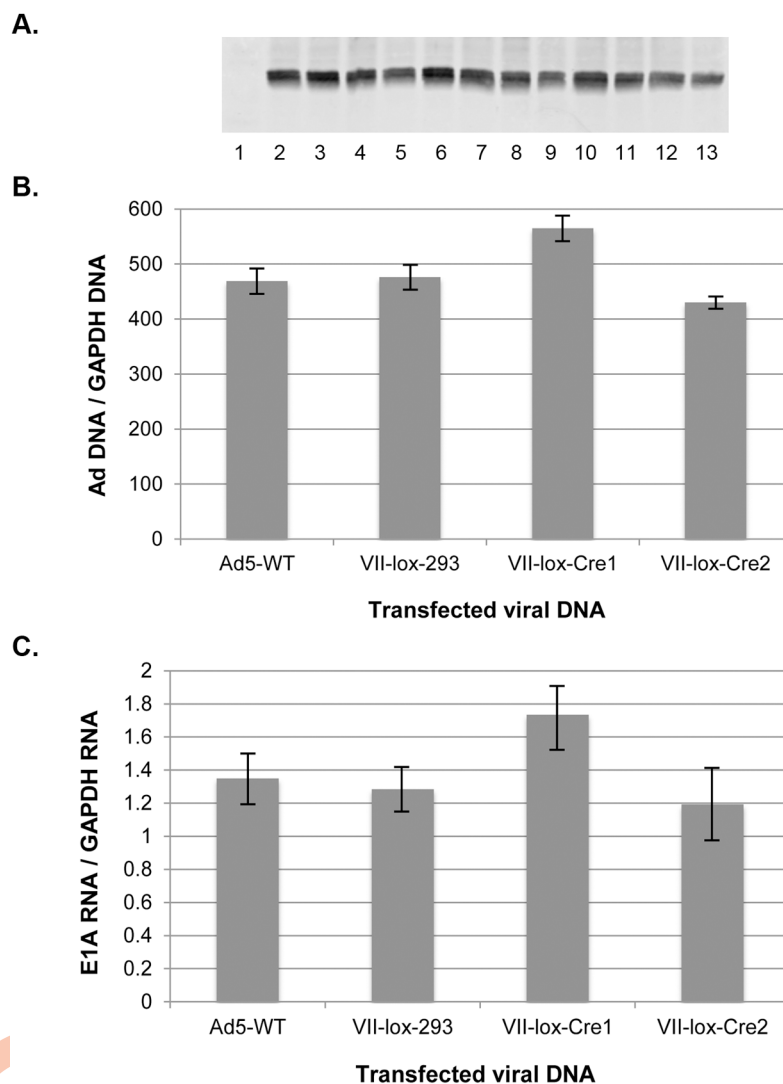 A.
1 2 3 4 5 6 7 8 9 10 11 12 13
B.
600
500
400
300
200
100
0
Ad DNA / GAPDH DNA
Ad5-WT VII-lox-293 VII-lox-Cre1 VII-lox-Cre2
Transfected viral DNA
C.
2
1.8
1.6
1.4
1.2
1
0.8
0.6
0.4
0.2
0
E1A RNA / GAPDH RNA
Ad5-WT VII-lox-293 VII-lox-Cre1 VII-lox-Cre2
Transfected viral DNA